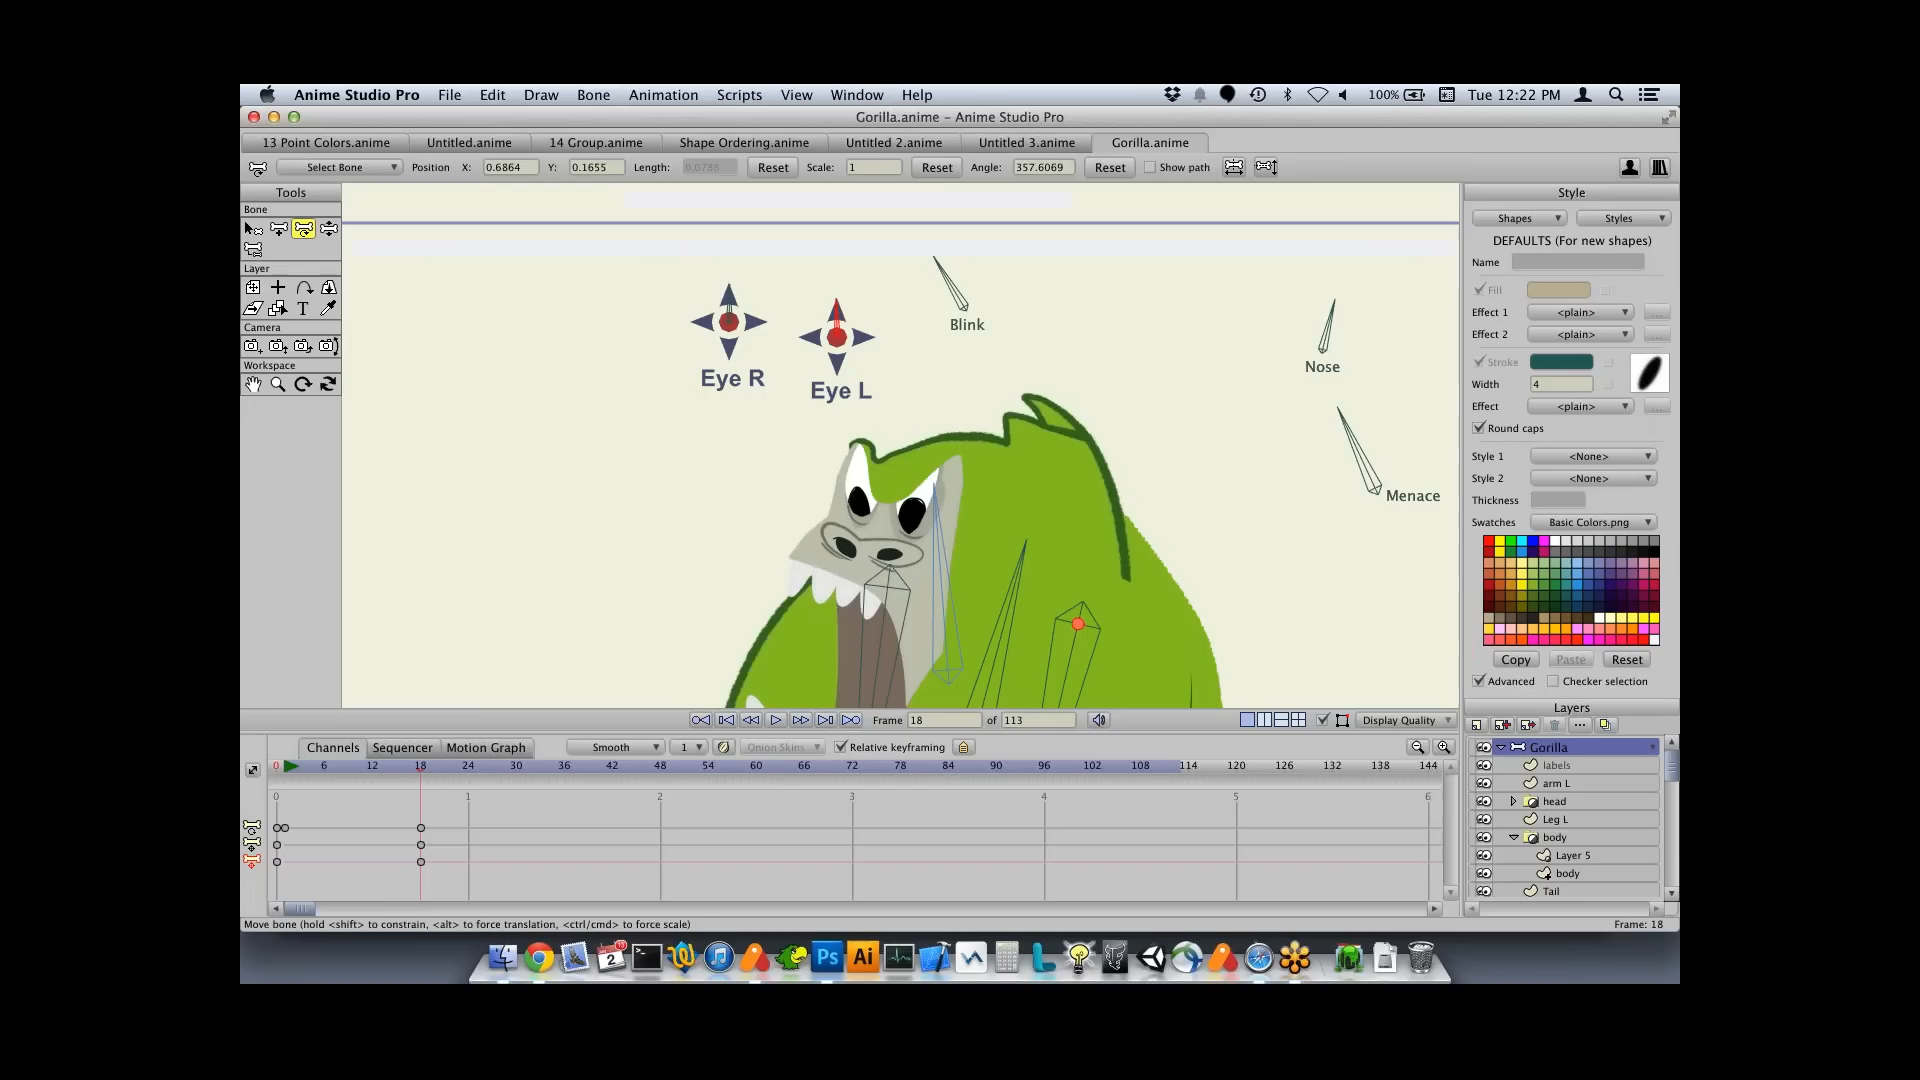 Anime Studio Pro File Edit Draw Bone Animation Scripts View Window Help 100% Tue 12:22 PM
Gorilla.anime – Anime Studio Pro
13 Point Colors.anime Untitled.anime 14 Group.anime Shape Ordering.anime Untitled 2.anime Untitled 3.anime Gorilla.anime
Select Bone Position X: 0.6864 Y: 0.1655 Length: 0.0788 Reset Scale: 1 Reset Angle: 357.6069 Reset Show path
Tools
Bone
Layer
T
Camera
Workspace
Blink
Eye R
Eye L
Nose
Menace
Style
Shapes Styles
DEFAULTS (For new shapes)
Name
Fill
Effect 1 <plain> ...
Effect 2 <plain> ...
Stroke
Width 4
Effect <plain> ...
Round caps
Style 1 <None>
Style 2 <None>
Thickness
Swatches Basic Colors.png
Copy Paste Reset
Advanced Checker selection
Frame 18 of 113 Display Quality
Channels Sequencer Motion Graph Smooth 1 Onion Skins Relative keyframing
0 6 12 18 24 30 36 42 48 54 60 66 72 78 84 90 96 102 108 114 120 126 132 138 144
0 1 2 3 4 5 6
Layers
Gorilla
labels
arm L
head
Leg L
body
Layer 5
body
Tail
Move bone (hold <shift> to constrain, <alt> to force translation, <ctrl/cmd> to force scale) Frame: 18
2 Ps Ai